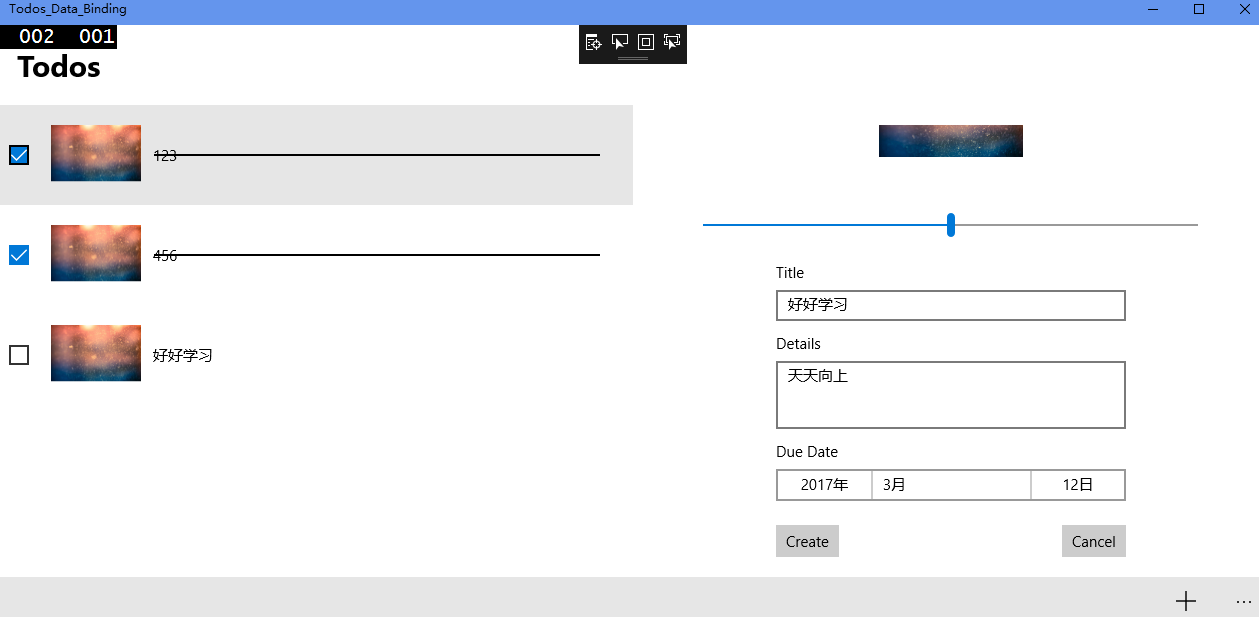 Todos_Data_Binding
002 001
Todos
123
456
好好学习
Title
好好学习
Details
天天向上
Due Date
2017年 3月 12日
Create Cancel